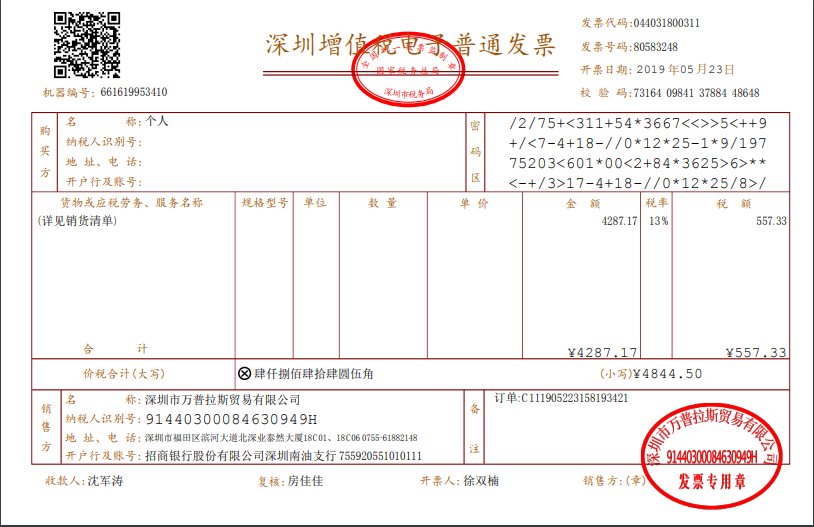 深圳增值税电子普通发票
全国统一发票监制章
国家税务总局
深圳市税务局
发票代码:044031800311
发票号码:80583248
开票日期: 2019年05月23日
校 验 码:73164 09841 37884 48648
机器编号: 661619953410
购买方
名 称:个人
纳税人识别号:
地 址、电 话:
开户行及账号:
密码区
/2/75+<311+54*3667<<>>5<++9
+/<7-4+18-//0*12*25-1*9/197
75203<601*00<2+84*3625>6>**
<-+/3>17-4+18-//0*12*25/8>/
货物或应税劳务、服务名称 规格型号 单位 数 量 单 价 金 额 税率 税 额
(详见销货清单) 4287.17 13% 557.33
合 计 ¥4287.17 ¥557.33
价税合计(大写) ⊗肆仟捌佰肆拾肆圆伍角 (小写)¥4844.50
销售方
名 称:深圳市万普拉斯贸易有限公司
纳税人识别号:91440300084630949H
地 址、电 话:深圳市福田区滨河大道北深业泰然大厦18C01、18C06 0755-61882148
开户行及账号:招商银行股份有限公司深圳南油支行 755920551010111
备注
订单:C111905223158193421
深圳市万普拉斯贸易有限公司
91440300084630949H
发票专用章
收款人:沈军涛 复核:房佳佳 开票人:徐双楠 销售方:(章)